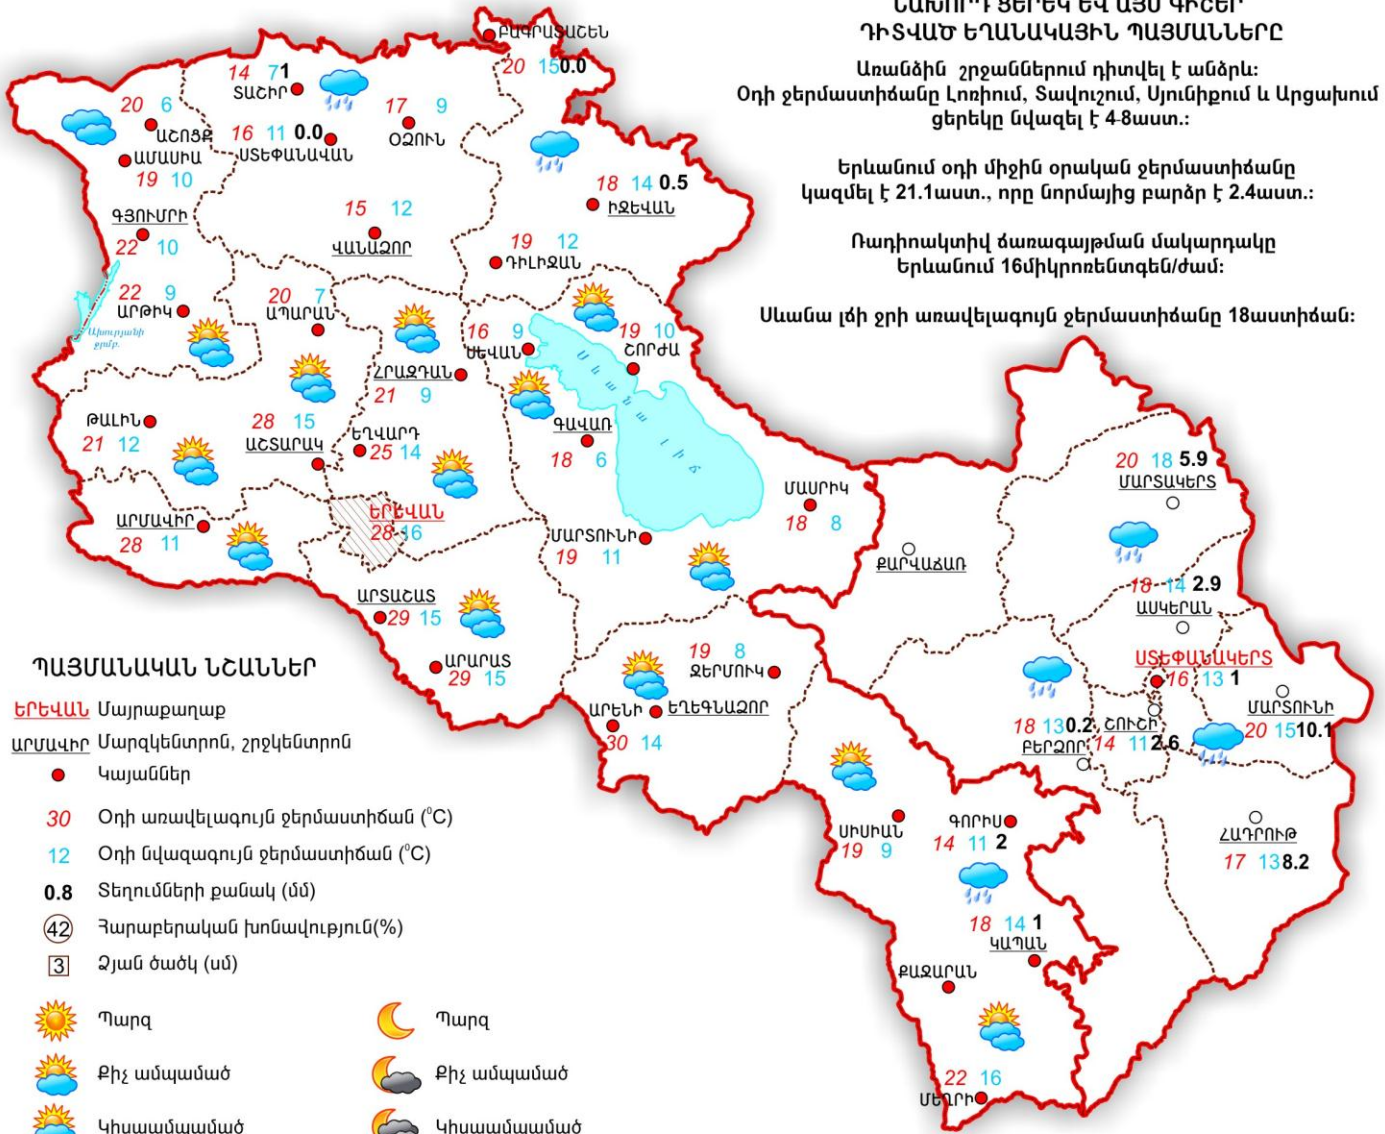 ՆԱԽՈՐԴ ՑԵՐԵԿ ԵՎ ԱՅՍ ԳԻՇԵՐ
ԴԻՏՎԱԾ ԵՂԱՆԱԿԱՅԻՆ ՊԱՅՄԱՆՆԵՐԸ
Առանձին շրջաններում դիտվել է անձրև:
Օդի ջերմաստիճանը Լոռիում, Տավուշում, Սյունիքում և Արցախում
ցերեկը նվազել է 4-8աստ.:
Երևանում օդի միջին օրական ջերմաստիճանը
կազմել է 21.1աստ., որը նորմայից բարձր է 2.4աստ.:
Ռադիոակտիվ ճառագայթման մակարդակը
Երևանում 16միկրոռենտգեն/ժամ:
Սևանա լճի ջրի առավելագույն ջերմաստիճանը 18աստիճան:
ԲԱԳՐԱՏԱՇԵՆ
20 15 0.0
14 7 1
ՏԱՇԻՐ
20 6
ԱՇՈՑՔ
17 9
ՕՁՈՒՆ
16 11 0.0
ՍՏԵՓԱՆԱՎԱՆ
ԱՄԱՍԻԱ
19 10
18 14 0.5
ԻՋԵՎԱՆ
15 12
ՎԱՆԱՁՈՐ
ԳՅՈՒՄՐԻ
22 10
19 12
ԴԻԼԻՋԱՆ
22 9
ԱՐԹԻԿ
20 7
ԱՊԱՐԱՆ
Ախուրյանի
ջրմբ.
16 9
ՍԵՎԱՆ
19 10
ՇՈՐԺԱ
Սևանա լիճ
ՀՐԱԶԴԱՆ
21 9
ԹԱԼԻՆ
21 12
28 15
ԱՇՏԱՐԱԿ
ԵՂՎԱՐԴ
25 14
ԳԱՎԱՌ
18 6
ՄԱՍՐԻԿ
18 8
ԵՐԵՎԱՆ
28 16
ԱՐՄԱՎԻՐ
28 11
ՄԱՐՏՈՒՆԻ
19 11
ԱՐՏԱՇԱՏ
29 15
ԱՐԱՐԱՏ
29 15
19 8
ՋԵՐՄՈՒԿ
ԱՐԵՆԻ
30 14
ԵՂԵԳՆԱՁՈՐ
20 18 5.9
ՄԱՐՏԱԿԵՐՏ
ՔԱՐՎԱՃԱՌ
18 14 2.9
ԱՍԿԵՐԱՆ
ՍՏԵՓԱՆԱԿԵՐՏ
16 13 1
ՄԱՐՏՈՒՆԻ
20 15 10.1
18 13 0.2
ԲԵՐՁՈՐ
ՇՈՒՇԻ
14 11 2.6
ՀԱԴՐՈՒԹ
17 13 8.2
ՍԻՍԻԱՆ
19 9
ԳՈՐԻՍ
14 11 2
18 14 1
ԿԱՊԱՆ
ՔԱՋԱՐԱՆ
22 16
ՄԵՂՐԻ
ՊԱՅՄԱՆԱԿԱՆ ՆՇԱՆՆԵՐ
ԵՐԵՎԱՆ Մայրաքաղաք
ԱՐՄԱՎԻՐ Մարզկենտրոն, շրջկենտրոն
Կայաններ
30 Օդի առավելագույն ջերմաստիճան (⁰C)
12 Օդի նվազագույն ջերմաստիճան (⁰C)
0.8 Տեղումների քանակ (մմ)
42 Հարաբերական խոնավություն(%)
3 Ձյան ծածկ (սմ)
Պարզ Պարզ
Քիչ ամպամած Քիչ ամպամած
Կիսաամպամած Կիսաամպամած